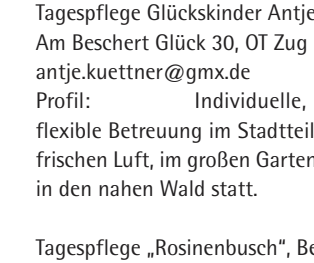 Tagespflege Glückskinder Antje
Am Beschert Glück 30, OT Zug
antje.kuettner@gmx.de
Profil: Individuelle,
flexible Betreuung im Stadtteil
frischen Luft, im großen Garten
in den nahen Wald statt.
Tagespflege „Rosinenbusch“,